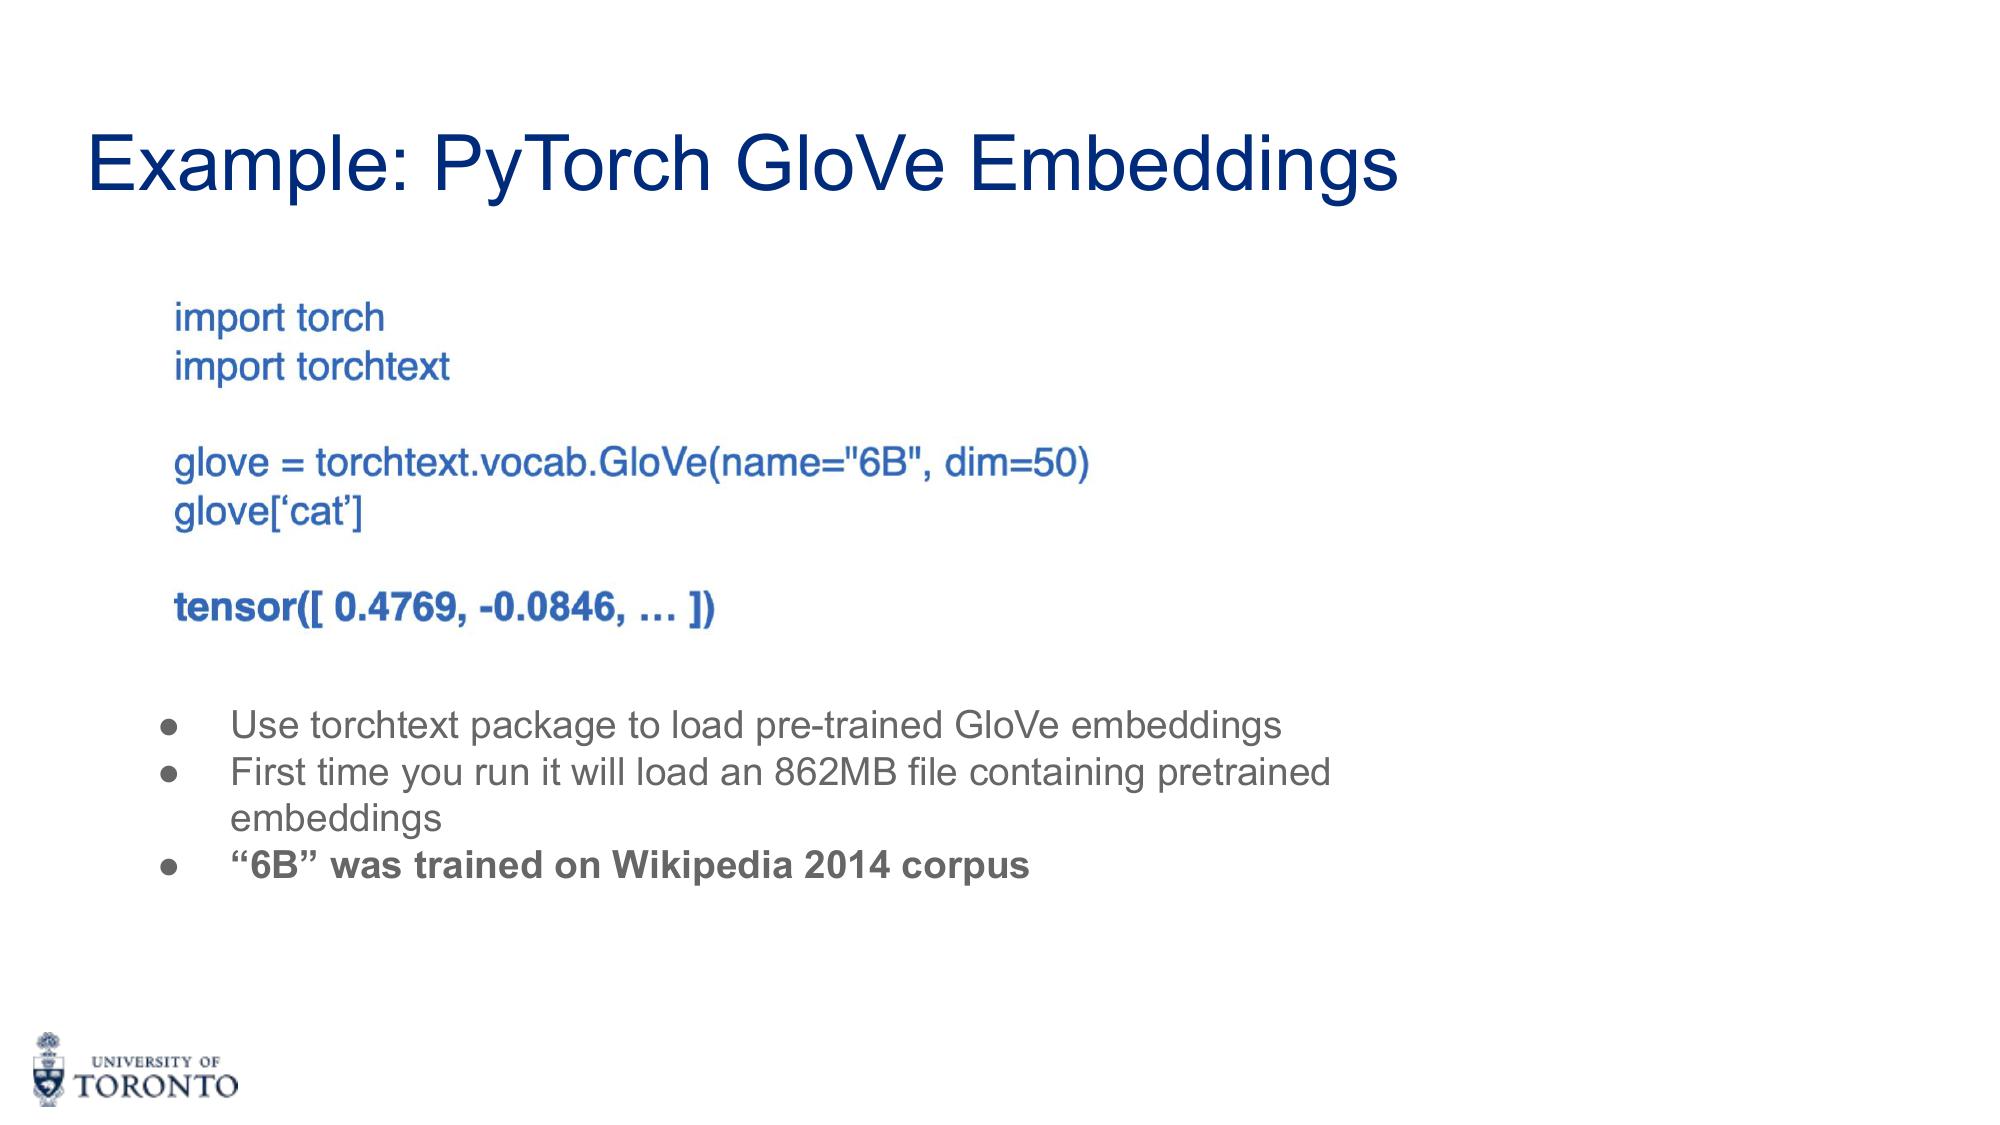 Example: PyTorch GloVe Embeddings
import torch
import torchtext
glove = torchtext.vocab.GloVe(name="6B", dim=50)
glove[‘cat’]
tensor([ 0.4769, -0.0846, … ])
● Use torchtext package to load pre-trained GloVe embeddings
● First time you run it will load an 862MB file containing pretrained
embeddings
● “6B” was trained on Wikipedia 2014 corpus
UNIVERSITY OF
TORONTO